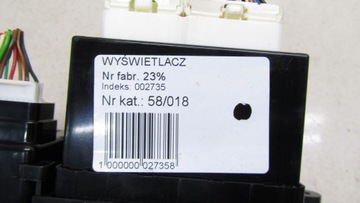 WYŚWIETLACZ
Nr fabr. 23%
Indeks: 002735
Nr kat.: 58/018
1 000000 027358